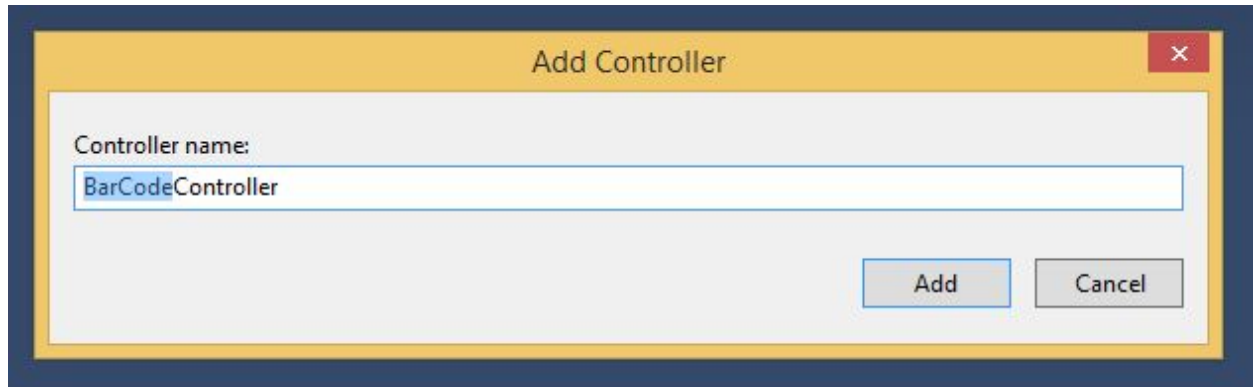 Add Controller
Controller name:
BarCodeController
Add Cancel